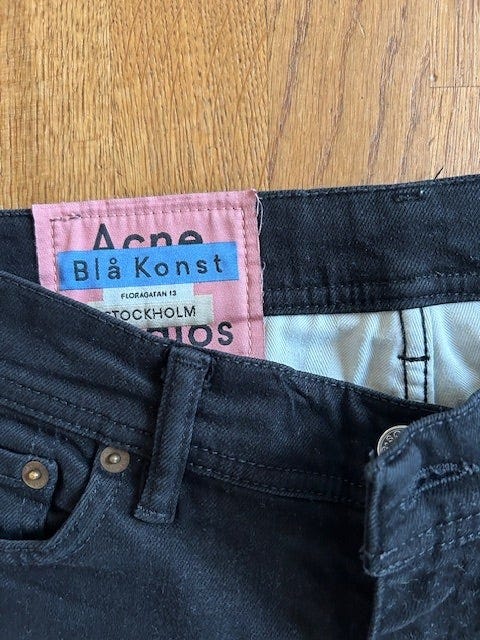 Acne
Blå Konst
FLORAGATAN 13
STOCKHOLM